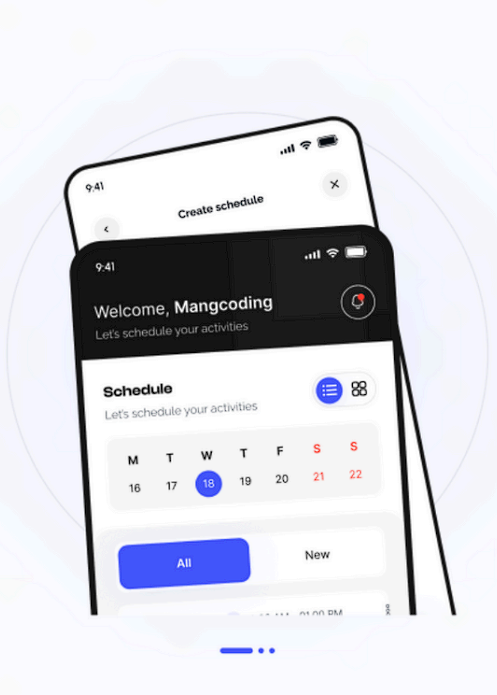 9:41
Create schedule
9:41
Welcome, Mangcoding
Let's schedule your activities
Schedule
Let's schedule your activities
M T W T F S S
16 17 18 19 20 21 22
All New
AM - 01:00 PM